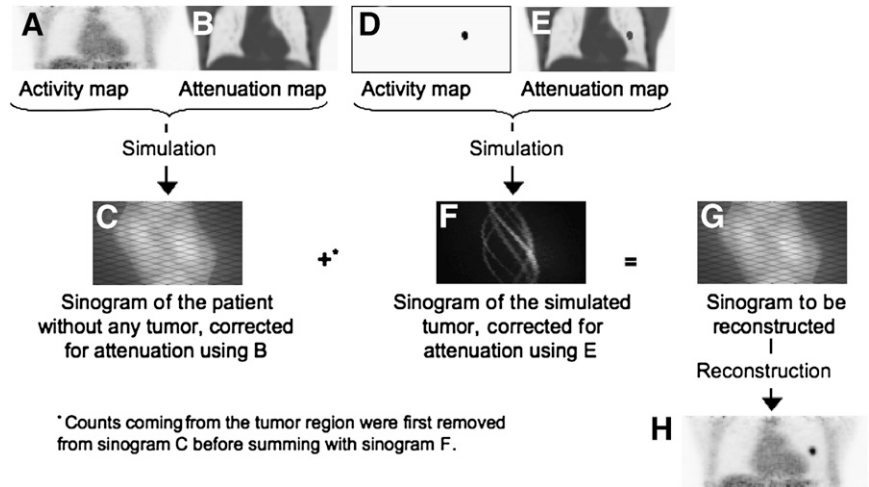 A
B
D
E
Activity map
Attenuation map
Activity map
Attenuation map
Simulation
Simulation
C
+*
F
=
G
Sinogram of the patient
without any tumor, corrected
for attenuation using B
Sinogram of the simulated
tumor, corrected for
attenuation using E
Sinogram to be
reconstructed
Reconstruction
* Counts coming from the tumor region were first removed
from sinogram C before summing with sinogram F.
H